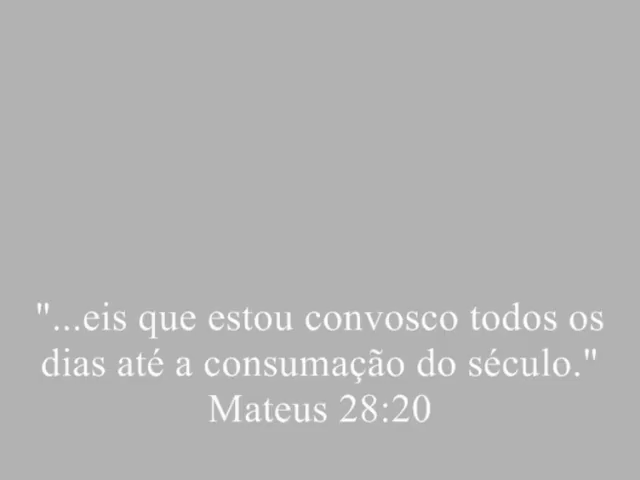 "...eis que estou convosco todos os
dias até a consumação do século."
Mateus 28:20